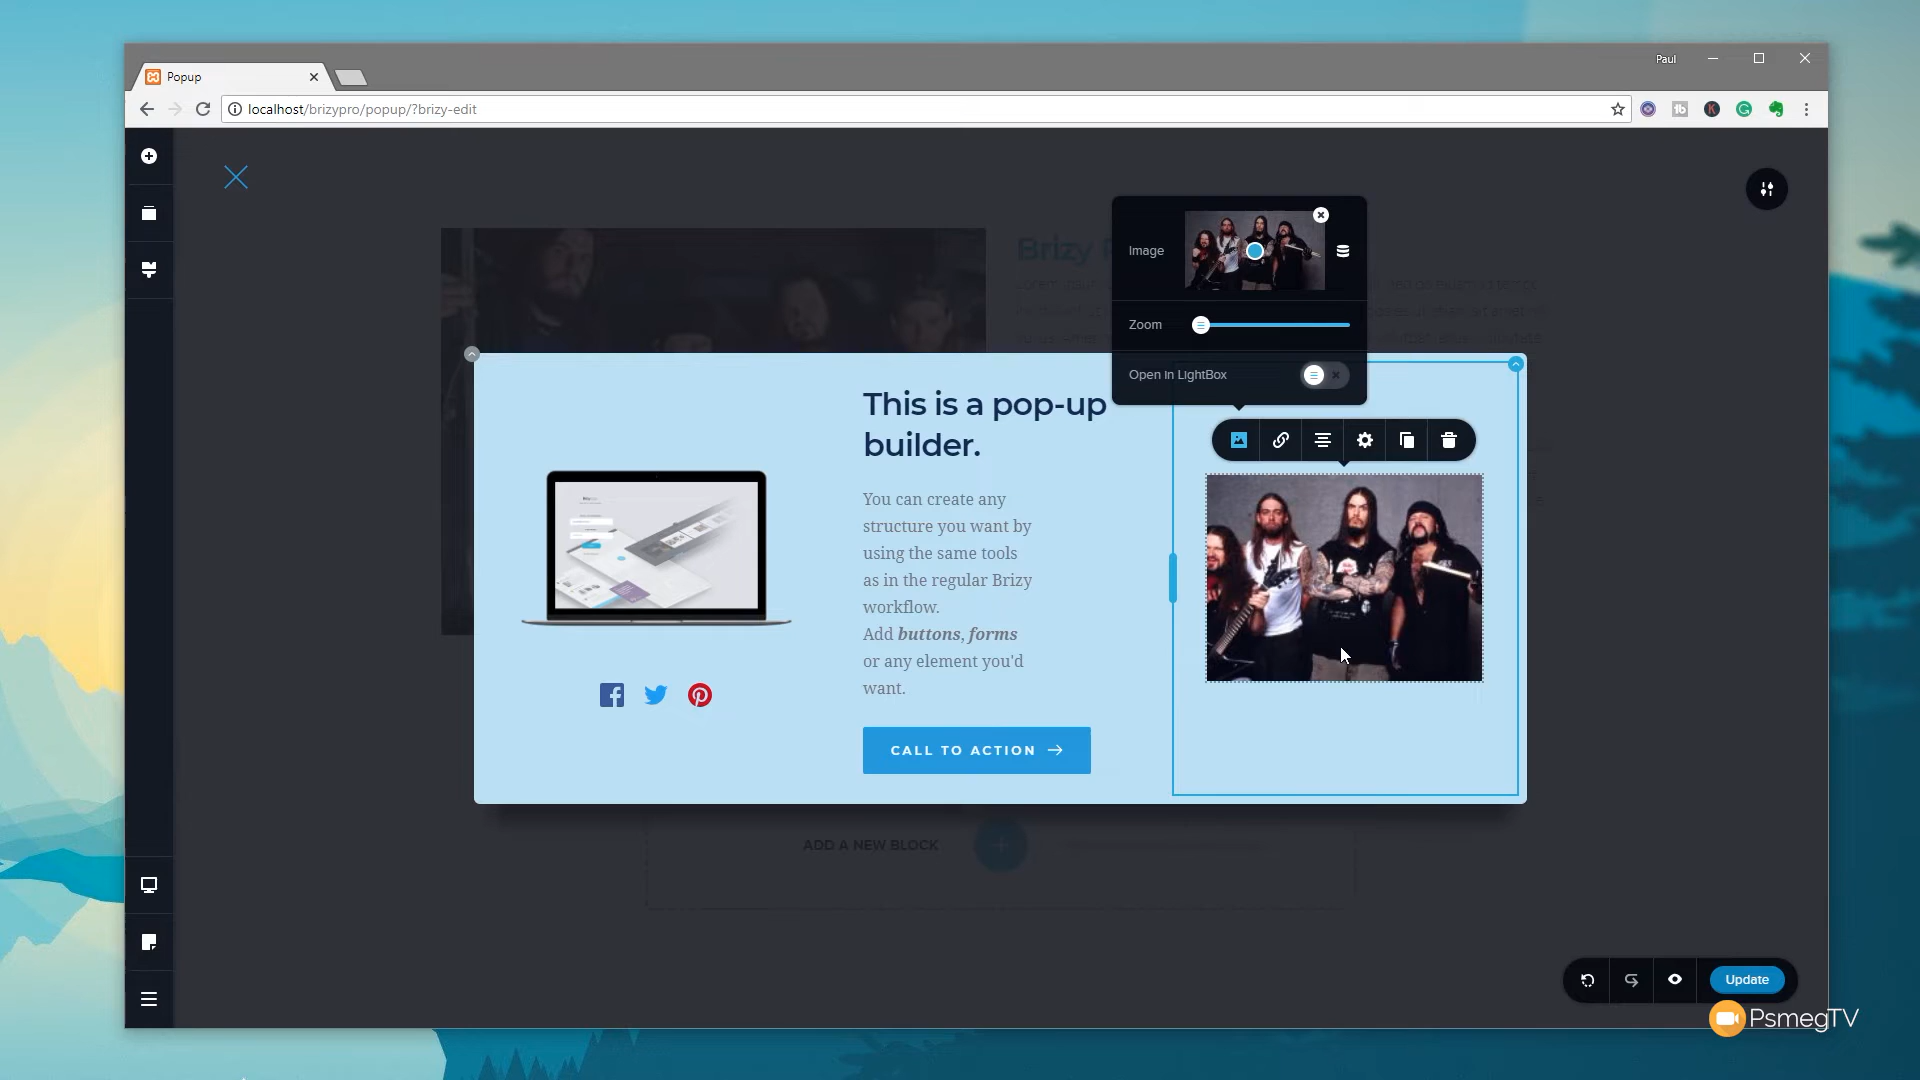 Paul
Popup
localhost/brizypro/popup/?brizy-edit
Brizy
Image
Zoom
Open in LightBox
This is a pop-up
builder.
You can create any
structure you want by
using the same tools
as in the regular Brizy
workflow.
Add buttons, forms
or any element you'd
want.
CALL TO ACTION
ADD A NEW BLOCK
Update
PsmegTV